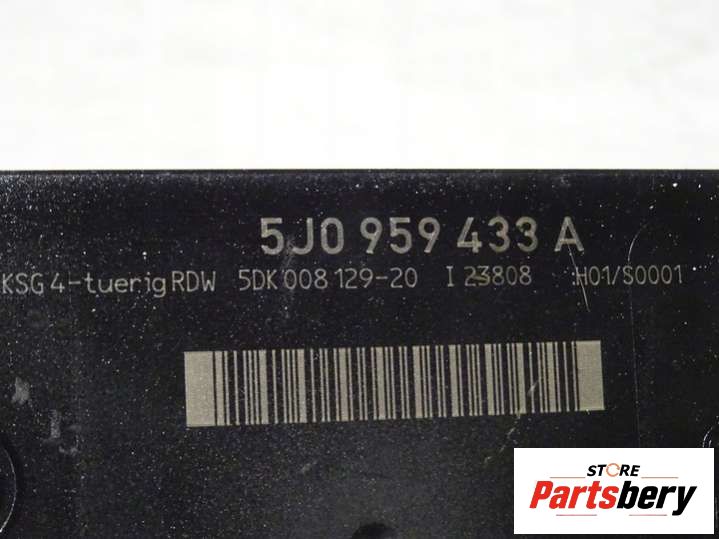 5J0 959 433 A
KSG 4-tuerig RDW 5DK 008 129-20 I 23808 H01/S0001
STORE
Partsbery